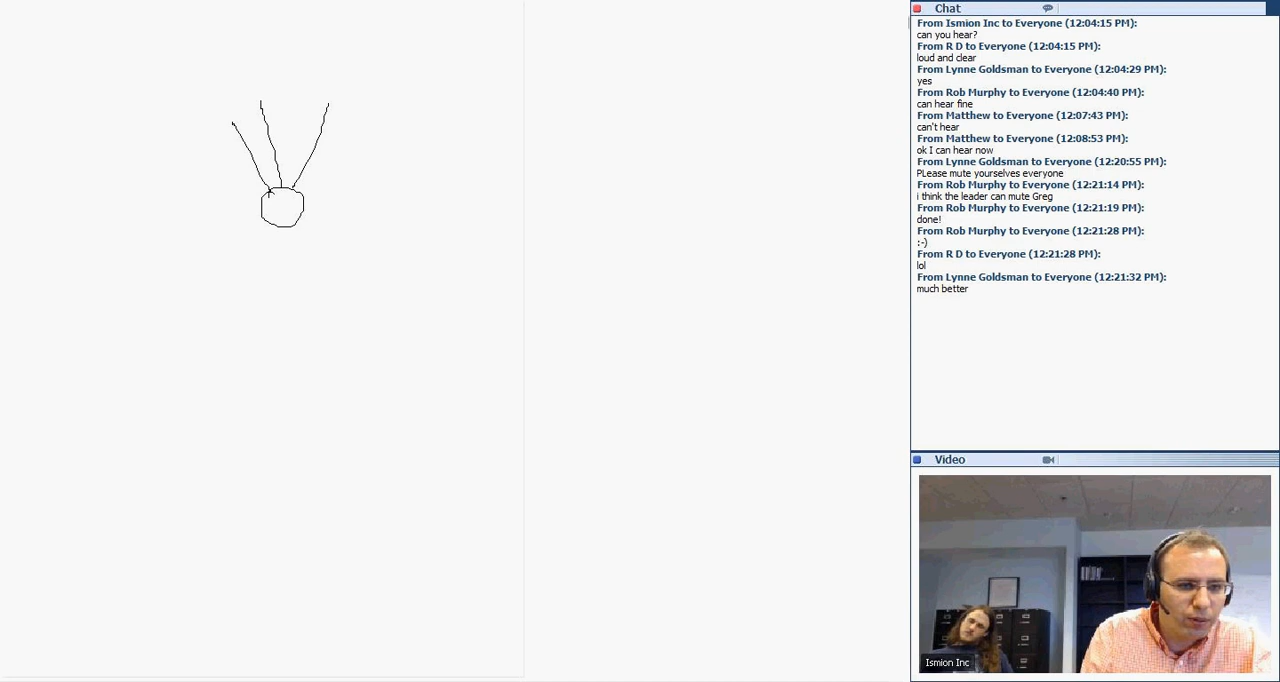 Chat
From Ismion Inc to Everyone (12:04:15 PM):
can you hear?
From R D to Everyone (12:04:15 PM):
loud and clear
From Lynne Goldsman to Everyone (12:04:29 PM):
yes
From Rob Murphy to Everyone (12:04:40 PM):
can hear fine
From Matthew to Everyone (12:07:43 PM):
can't hear
From Matthew to Everyone (12:08:53 PM):
ok I can hear now
From Lynne Goldsman to Everyone (12:20:55 PM):
PLease mute yourselves everyone
From Rob Murphy to Everyone (12:21:14 PM):
i think the leader can mute Greg
From Rob Murphy to Everyone (12:21:19 PM):
done!
From Rob Murphy to Everyone (12:21:28 PM):
:-)
From R D to Everyone (12:21:28 PM):
lol
From Lynne Goldsman to Everyone (12:21:32 PM):
much better
Video
Ismion Inc